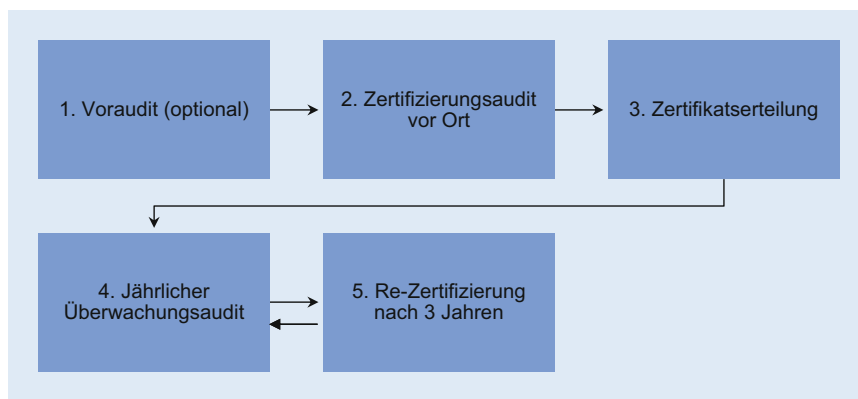 1. Voraudit (optional)
2. Zertifizierungsaudit
vor Ort
3. Zertifikatserteilung
4. Jährlicher
Überwachungsaudit
5. Re-Zertifizierung
nach 3 Jahren